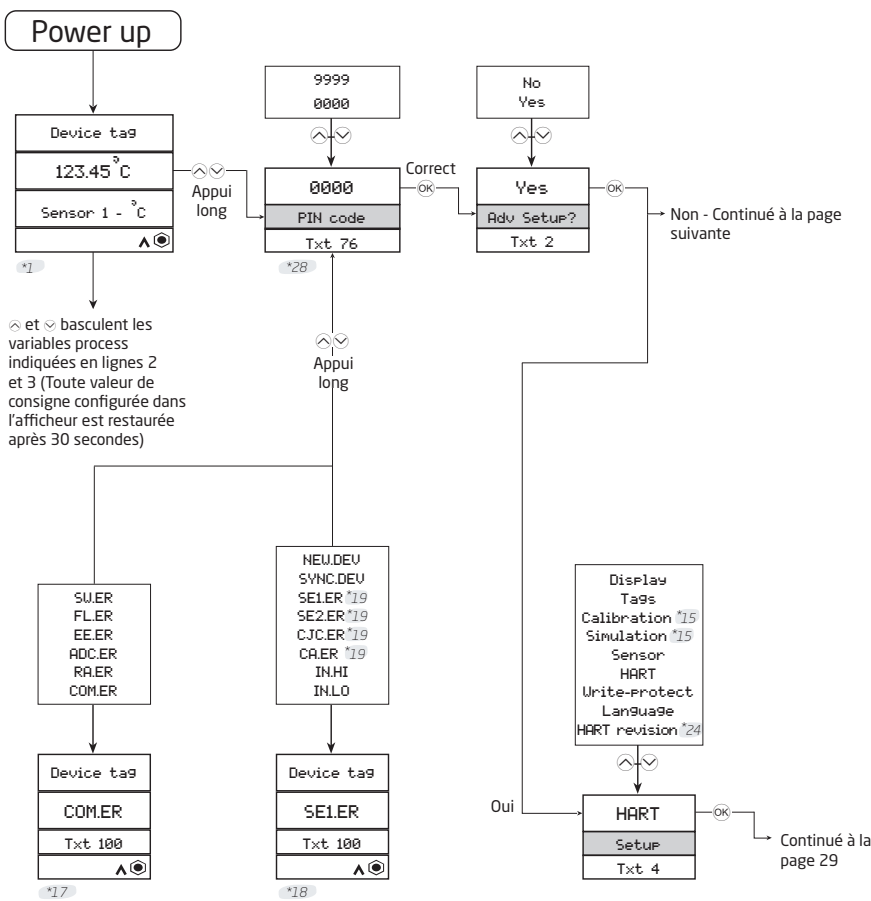 Power up
Device tag
123.45°C
Sensor 1 - °C
*1
Appui
long
9999
0000
0000
PIN code
Txt 76
*28
Correct
OK
No
Yes
Yes
Adv Setup?
Txt 2
OK
Non - Continué à la page
suivante
et basculent les
variables process
indiquées en lignes 2
et 3 (Toute valeur de
consigne configurée dans
l'afficheur est restaurée
après 30 secondes)
Appui
long
SW.ER
FL.ER
EE.ER
ADC.ER
RA.ER
COM.ER
Device tag
COM.ER
Txt 100
*17
NEW.DEV
SYNC.DEV
SE1.ER *19
SE2.ER *19
CJC.ER *19
CA.ER *19
IN.HI
IN.LO
Device tag
SE1.ER
Txt 100
*18
Display
Tags
Calibration *15
Simulation *15
Sensor
HART
Write-protect
Language
HART revision *24
Oui
HART
Setup
Txt 4
OK
Continué à la
page 29